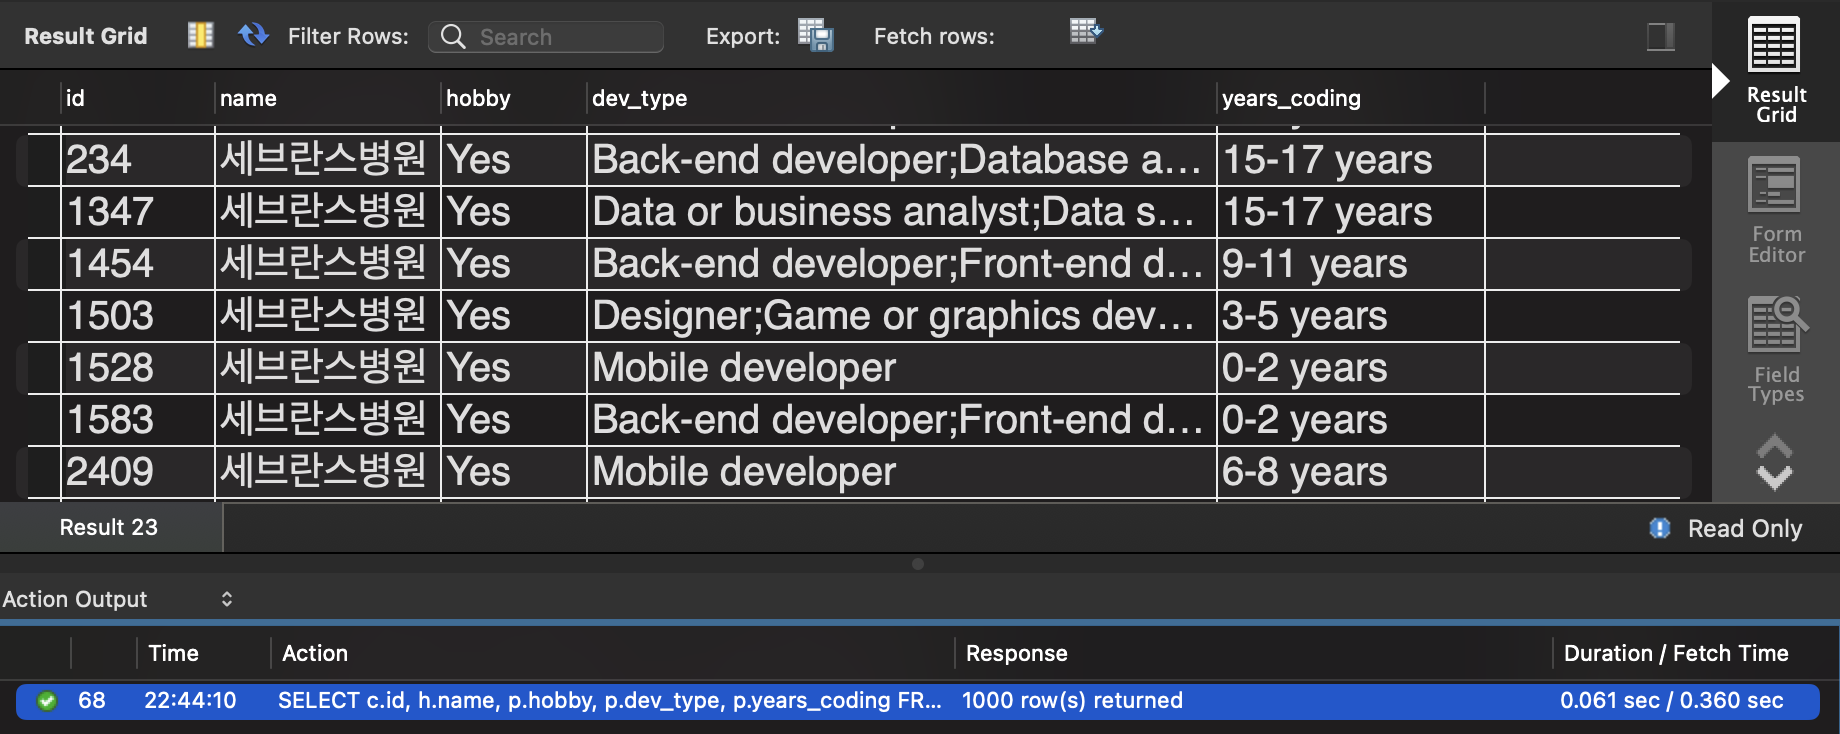 Result Grid Filter Rows: Search Export: Fetch rows:
Result
Grid
Form
Editor
Field
Types
id name hobby dev_type years_coding
234 세브란스병원 Yes Back-end developer;Database a... 15-17 years
1347 세브란스병원 Yes Data or business analyst;Data s... 15-17 years
1454 세브란스병원 Yes Back-end developer;Front-end d... 9-11 years
1503 세브란스병원 Yes Designer;Game or graphics dev... 3-5 years
1528 세브란스병원 Yes Mobile developer 0-2 years
1583 세브란스병원 Yes Back-end developer;Front-end d... 0-2 years
2409 세브란스병원 Yes Mobile developer 6-8 years
Result 23 Read Only
Action Output
Time Action Response Duration / Fetch Time
68 22:44:10 SELECT c.id, h.name, p.hobby, p.dev_type, p.years_coding FR... 1000 row(s) returned 0.061 sec / 0.360 sec